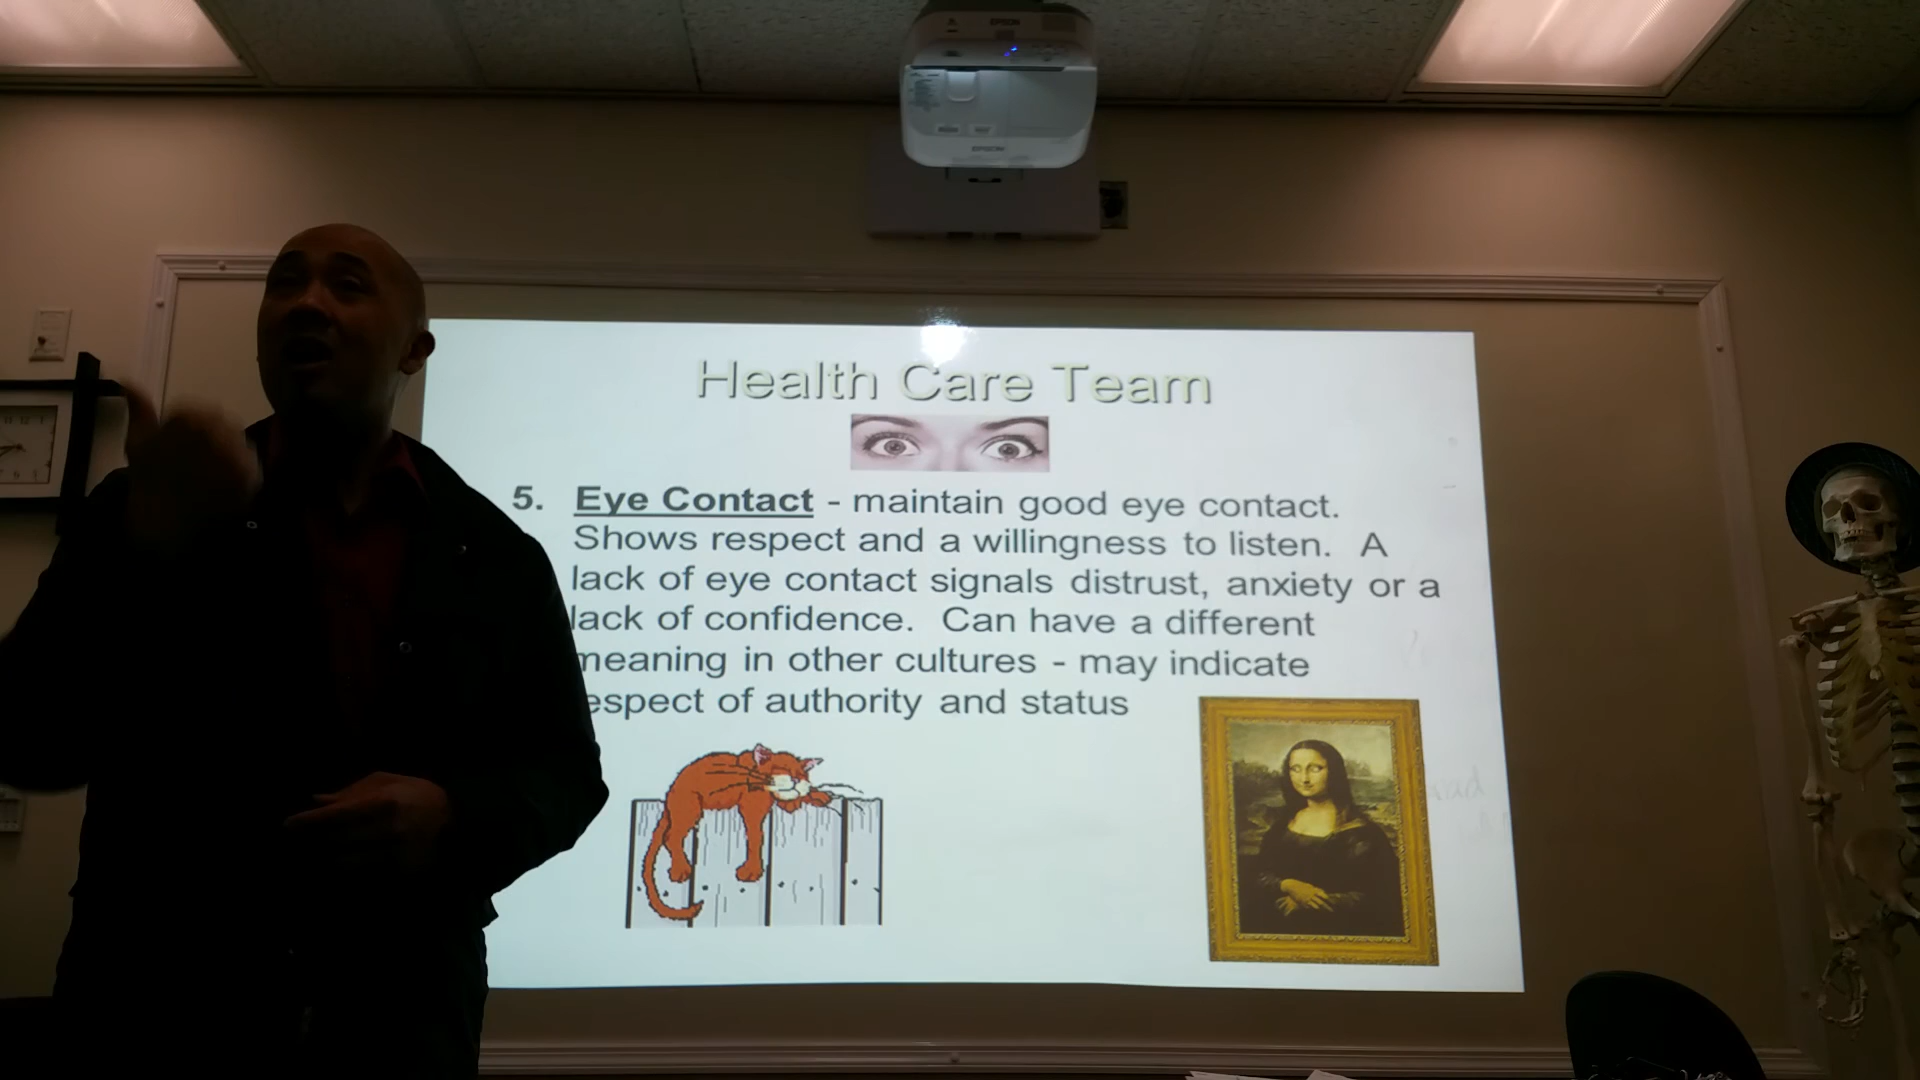 EPSON
EPSON
Health Care Team
5. Eye Contact - maintain good eye contact.
Shows respect and a willingness to listen. A
lack of eye contact signals distrust, anxiety or a
lack of confidence. Can have a different
meaning in other cultures - may indicate
espect of authority and status